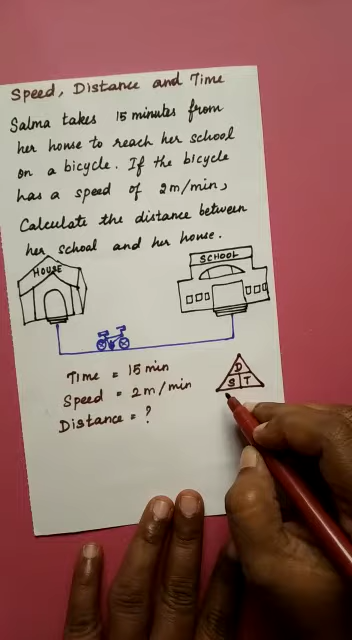 Speed, Distance and Time
Salma takes 15 minutes from
her house to reach her school
on a bicycle. If the bicycle
has a speed of 2m/min,
Calculate the distance between
her school and her house.
HOUSE
SCHOOL
Time = 15 min
Speed = 2m/min
Distance = ?
D
S T